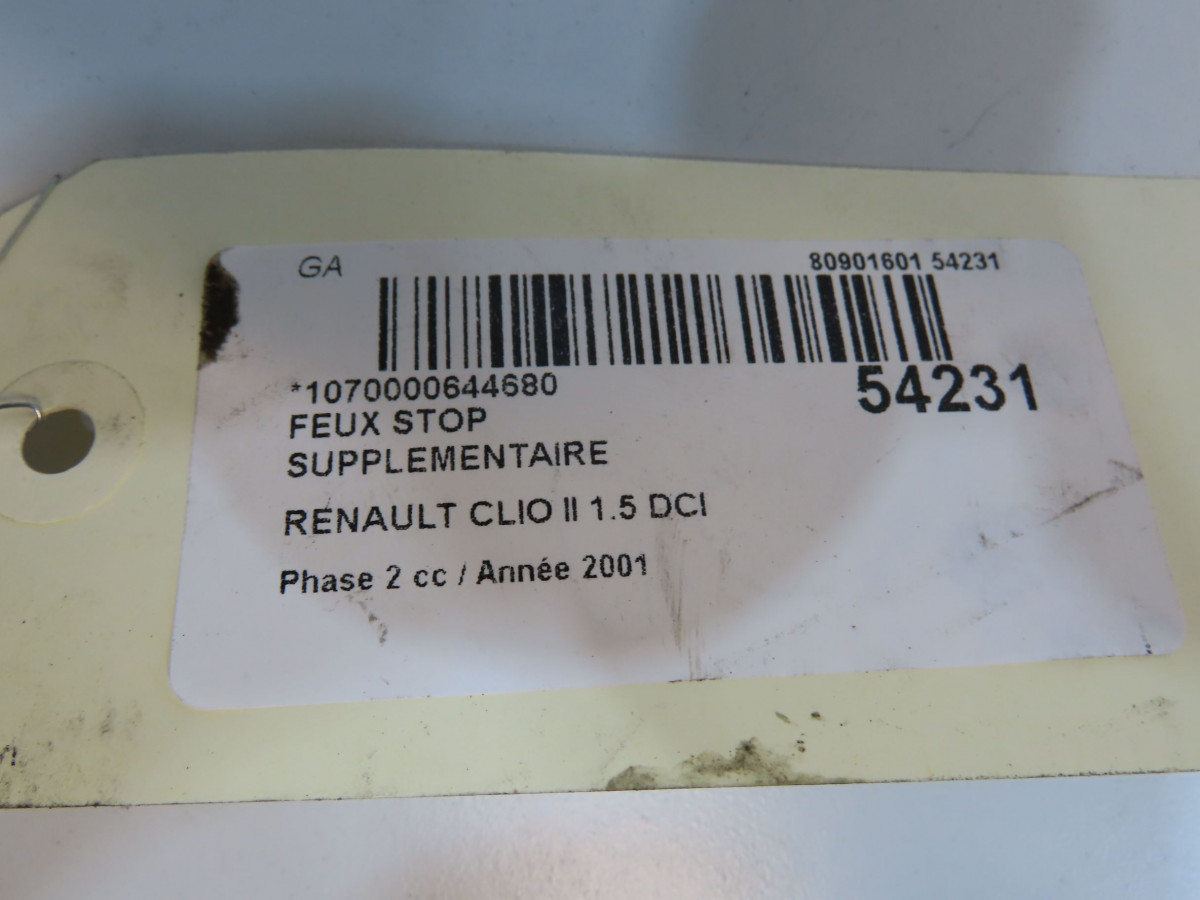 GA
80901601 54231
*1070000644680
54231
FEUX STOP
SUPPLEMENTAIRE
RENAULT CLIO II 1.5 DCI
Phase 2 cc / Année 2001